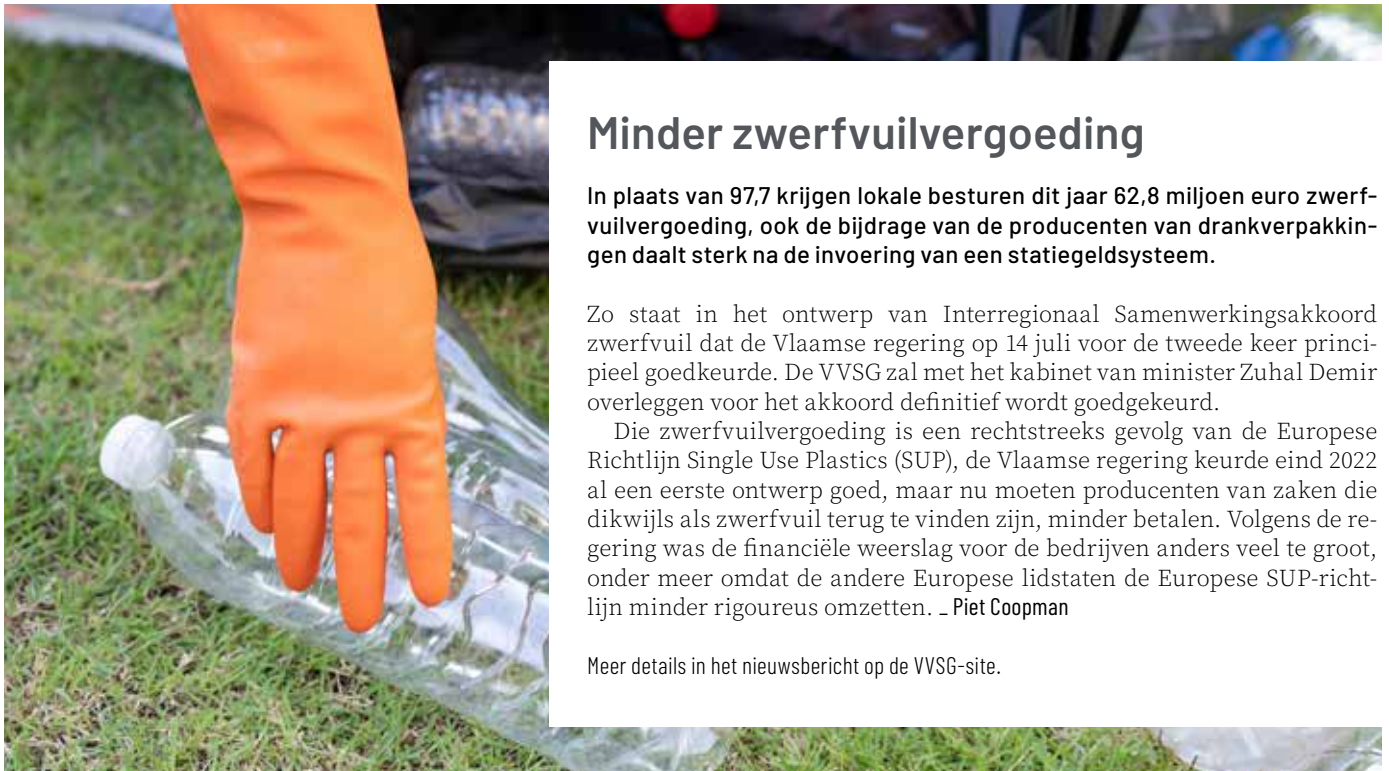 Minder zwerfvuilvergoeding
In plaats van 97,7 krijgen lokale besturen dit jaar 62,8 miljoen euro zwerf-
vuilvergoeding, ook de bijdrage van de producenten van drankverpakkin-
gen daalt sterk na de invoering van een statiegeldsysteem.
Zo staat in het ontwerp van Interregionaal Samenwerkingsakkoord
zwerfvuil dat de Vlaamse regering op 14 juli voor de tweede keer princi-
pieel goedkeurde. De VVSG zal met het kabinet van minister Zuhal Demir
overleggen voor het akkoord definitief wordt goedgekeurd.
Die zwerfvuilvergoeding is een rechtstreeks gevolg van de Europese
Richtlijn Single Use Plastics (SUP), de Vlaamse regering keurde eind 2022
al een eerste ontwerp goed, maar nu moeten producenten van zaken die
dikwijls als zwerfvuil terug te vinden zijn, minder betalen. Volgens de re-
gering was de financiële weerslag voor de bedrijven anders veel te groot,
onder meer omdat de andere Europese lidstaten de Europese SUP-richt-
lijn minder rigoureus omzetten. _ Piet Coopman
Meer details in het nieuwsbericht op de VVSG-site.